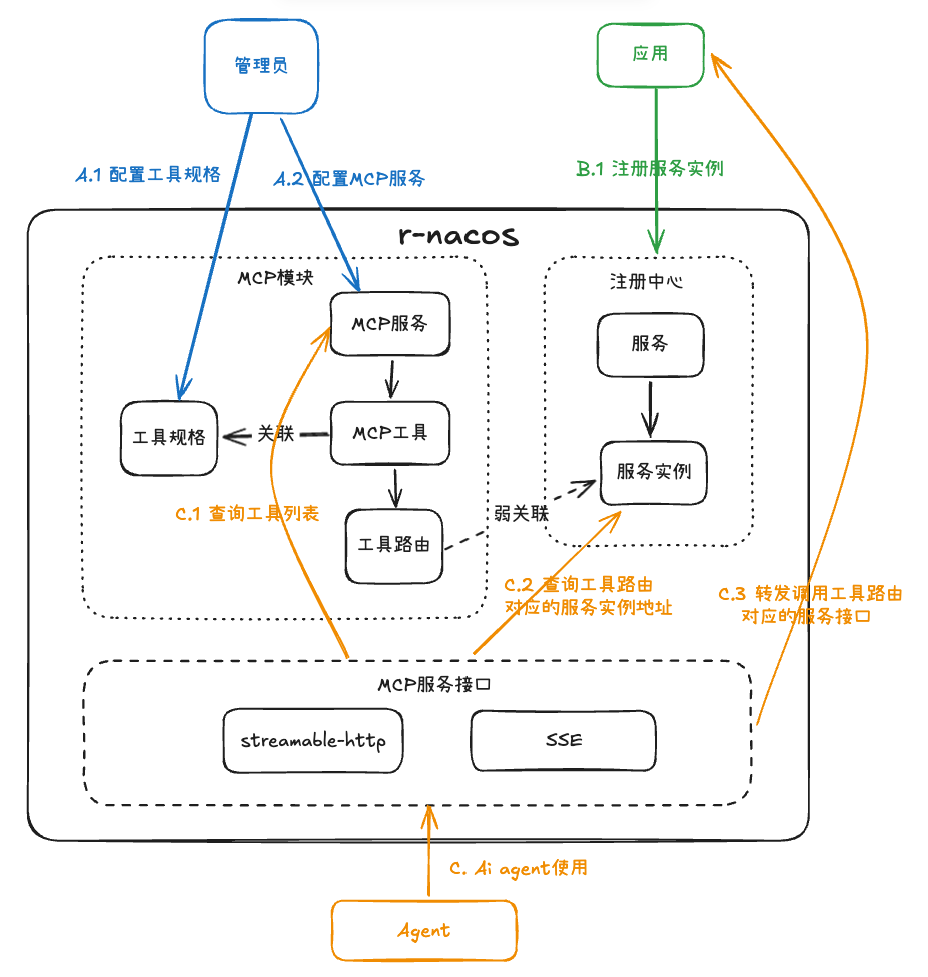 管理员
应用
A.1 配置工具规格
A.2 配置MCP服务
B.1 注册服务实例
r-nacos
MCP模块
注册中心
MCP服务
服务
工具规格
关联
MCP工具
服务实例
C.1 查询工具列表
弱关联
工具路由
C.2 查询工具路由
对应的服务实例地址
C.3 转发调用工具路由
对应的服务接口
MCP服务接口
streamable-http
SSE
C. Ai agent使用
Agent